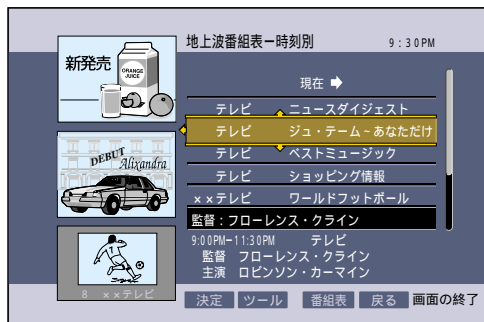 地上波番組表ー時刻別 9:30PM
新発売
ORANGE JUICE
現在 ➡
テレビ ニュースダイジェスト
テレビ ジュ・テーム~あなただけ
テレビ ベストミュージック
テレビ ショッピング情報
××テレビ ワールドフットボール
DEBUT Alixandra
監督:フローレンス・クライン
9:00PM–11:30PM テレビ
監督 フローレンス・クライン
主演 ロビンソン・カーマイン
8 ××テレビ
決定 ツール 番組表 戻る 画面の終了